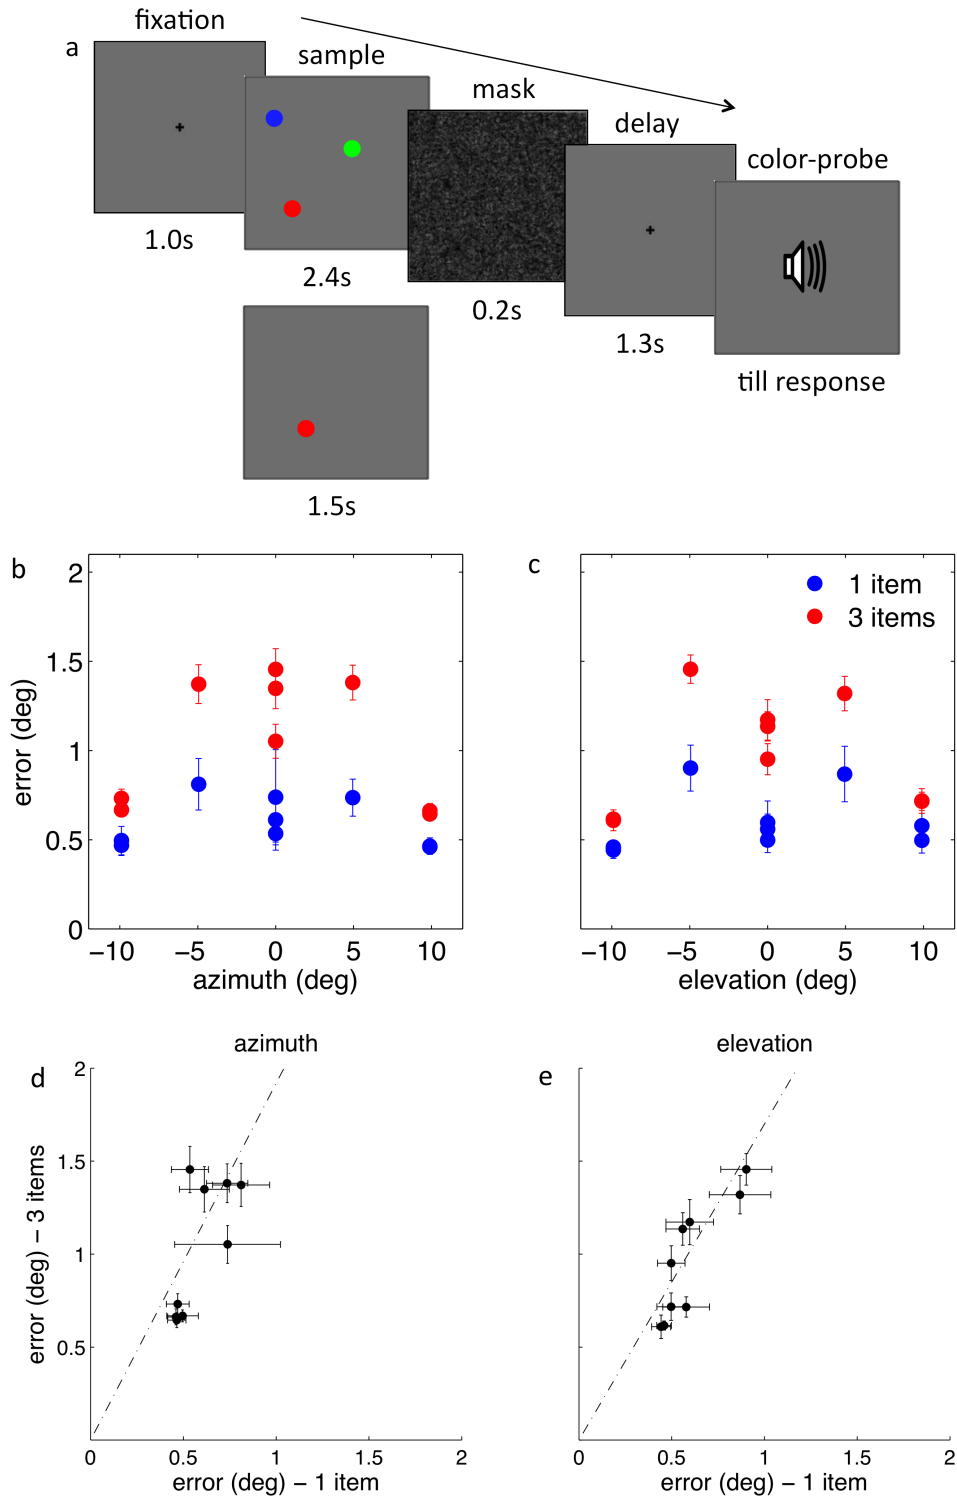 a
fixation
sample
mask
delay
color-probe
1.0s
2.4s
0.2s
1.3s
till response
1.5s
b
2
1.5
1
0.5
0
error (deg)
−10 −5 0 5 10
azimuth (deg)
c
1 item
3 items
−10 −5 0 5 10
elevation (deg)
d
azimuth
2
1.5
1
0.5
error (deg) − 3 items
0 0.5 1 1.5 2
error (deg) − 1 item
e
elevation
0 0.5 1 1.5 2
error (deg) − 1 item